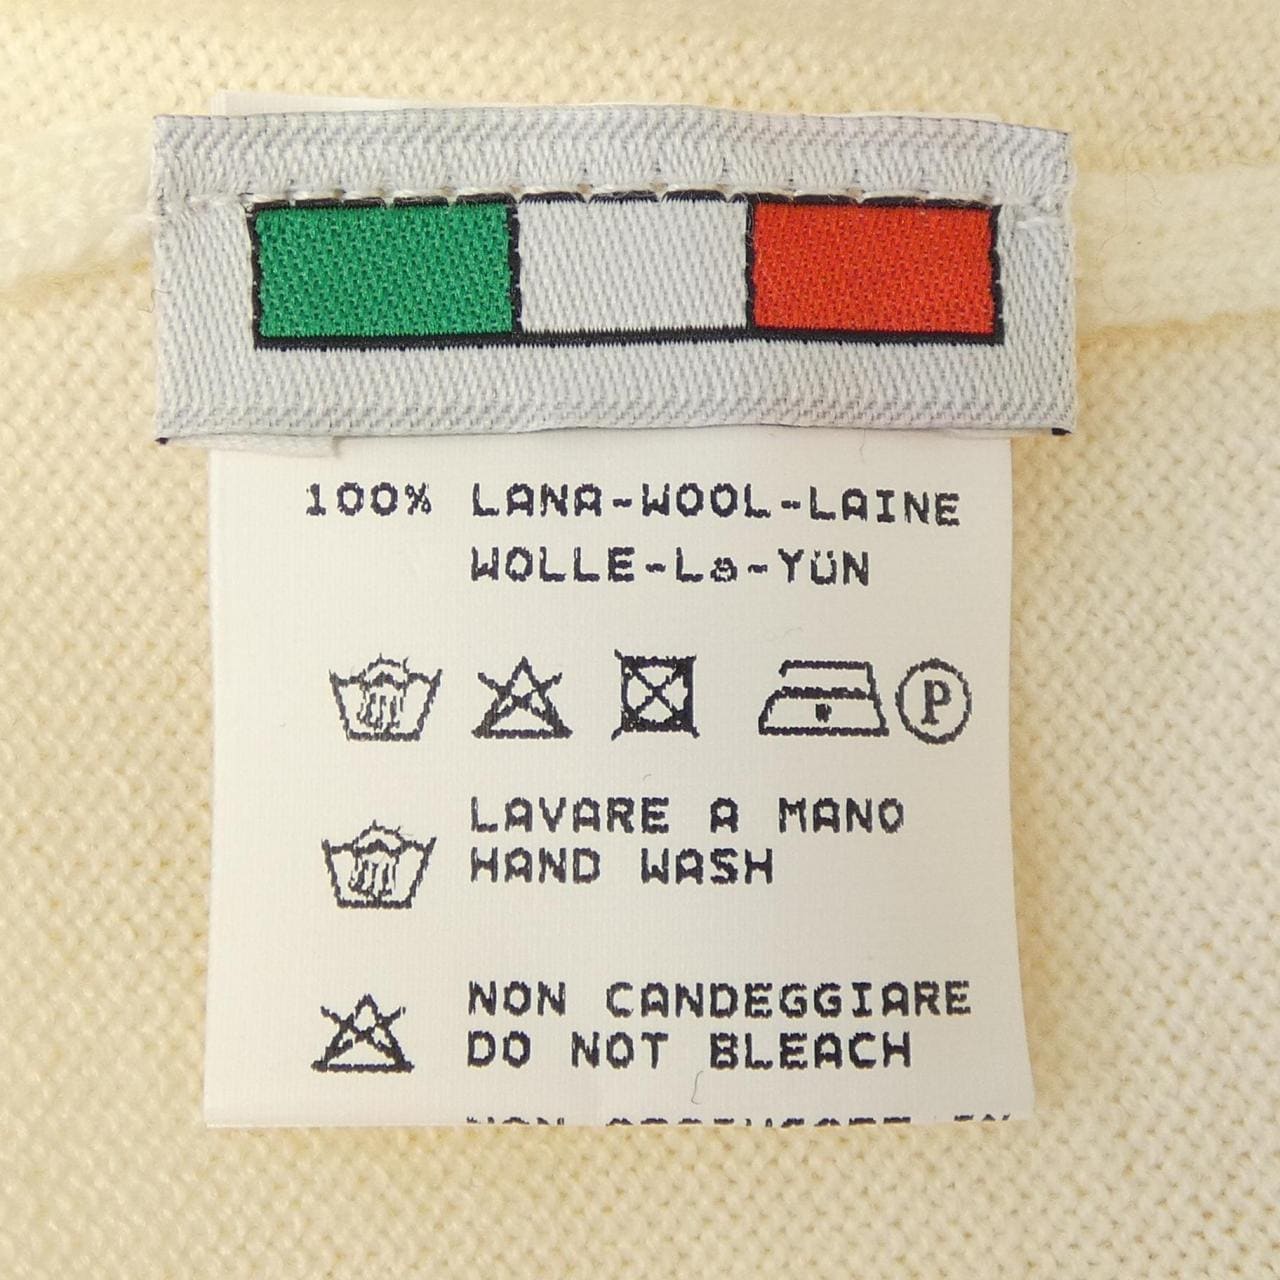 100% LANA-WOOL-LAINE
WOLLE-La-YÜN
P
LAVARE A MANO
HAND WASH
NON CANDEGGIARE
DO NOT BLEACH